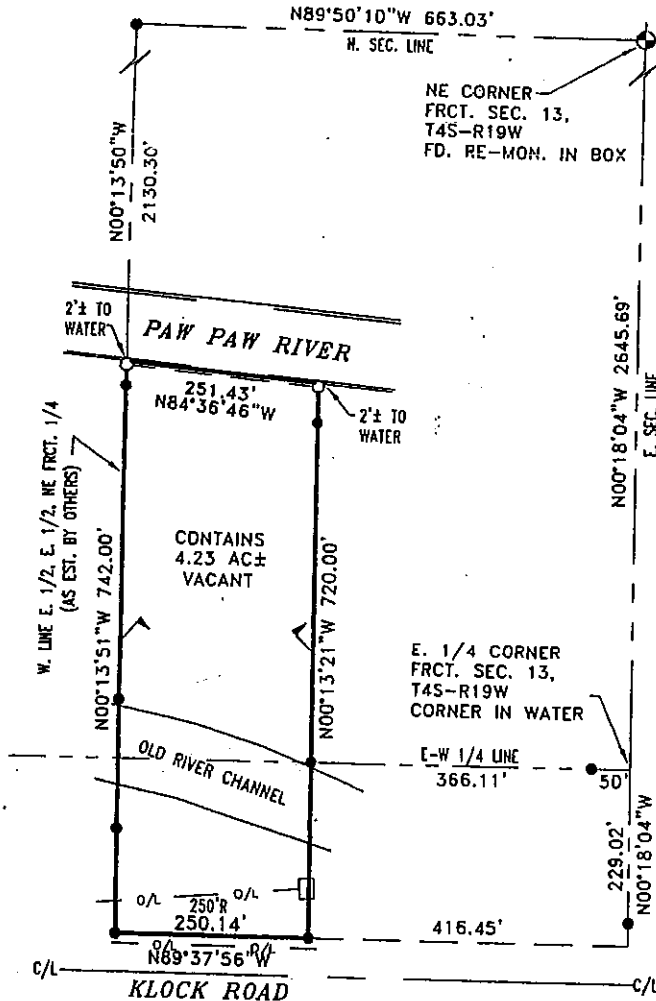 N89°50'10"W 663.03'
N. SEC. LINE
NE CORNER
FRCT. SEC. 13,
T4S-R19W
FD. RE-MON. IN BOX
N00°13'50"W
2130.30'
2'± TO
WATER
PAW PAW RIVER
251.43'
N84°36'46"W
2'± TO
WATER
N00°18'04"W 2645.69'
E. SEC. LINE
W. LINE E. 1/2, E. 1/2, NE FRCT. 1/4
(AS EST. BY OTHERS)
CONTAINS
4.23 AC±
VACANT
N00°13'51"W 742.00'
N00°13'21"W 720.00'
E. 1/4 CORNER
FRCT. SEC. 13,
T4S-R19W
CORNER IN WATER
OLD RIVER CHANNEL
E-W 1/4 LINE
366.11'
50'
229.02'
N00°18'04"W
O/L O/L
250'R
250.14'
416.45'
O/L
N89°37'56"W
C/L C/L
KLOCK ROAD